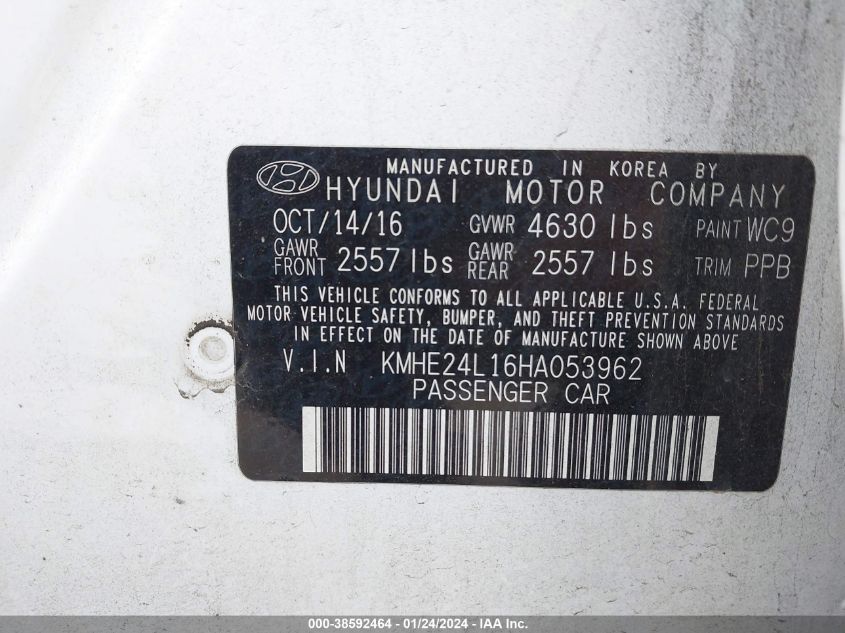 MANUFACTURED IN KOREA BY
HYUNDAI MOTOR COMPANY
OCT/14/16 GVWR 4630 lbs PAINT WC9
GAWR FRONT 2557 lbs GAWR REAR 2557 lbs TRIM PPB
THIS VEHICLE CONFORMS TO ALL APPLICABLE U.S.A. FEDERAL
MOTOR VEHICLE SAFETY, BUMPER, AND THEFT PREVENTION STANDARDS
IN EFFECT ON THE DATE OF MANUFACTURE SHOWN ABOVE
V.I.N KMHE24L16HA053962
PASSENGER CAR
000-38592464 - 01/24/2024 - IAA Inc.